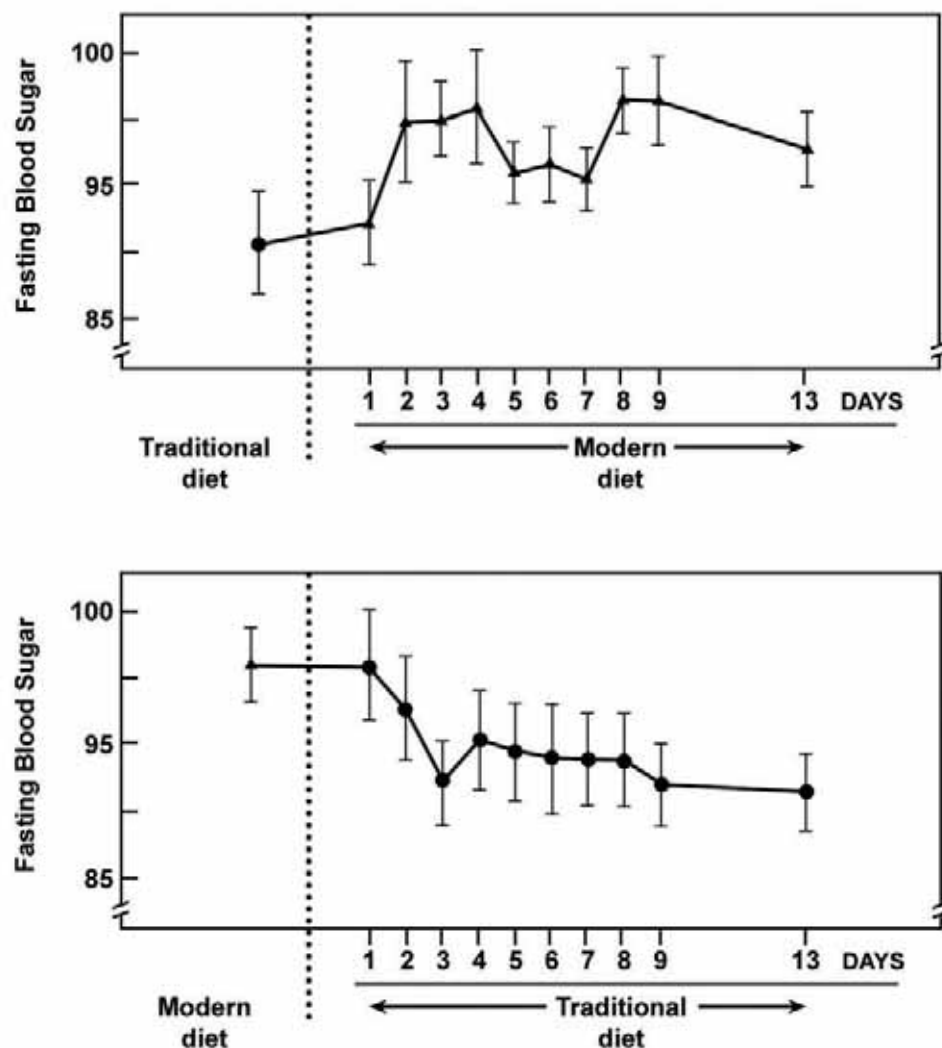 Fasting Blood Sugar
100
95
85
1 2 3 4 5 6 7 8 9 13 DAYS
Traditional
diet
Modern
diet
Fasting Blood Sugar
100
95
85
1 2 3 4 5 6 7 8 9 13 DAYS
Modern
diet
Traditional
diet